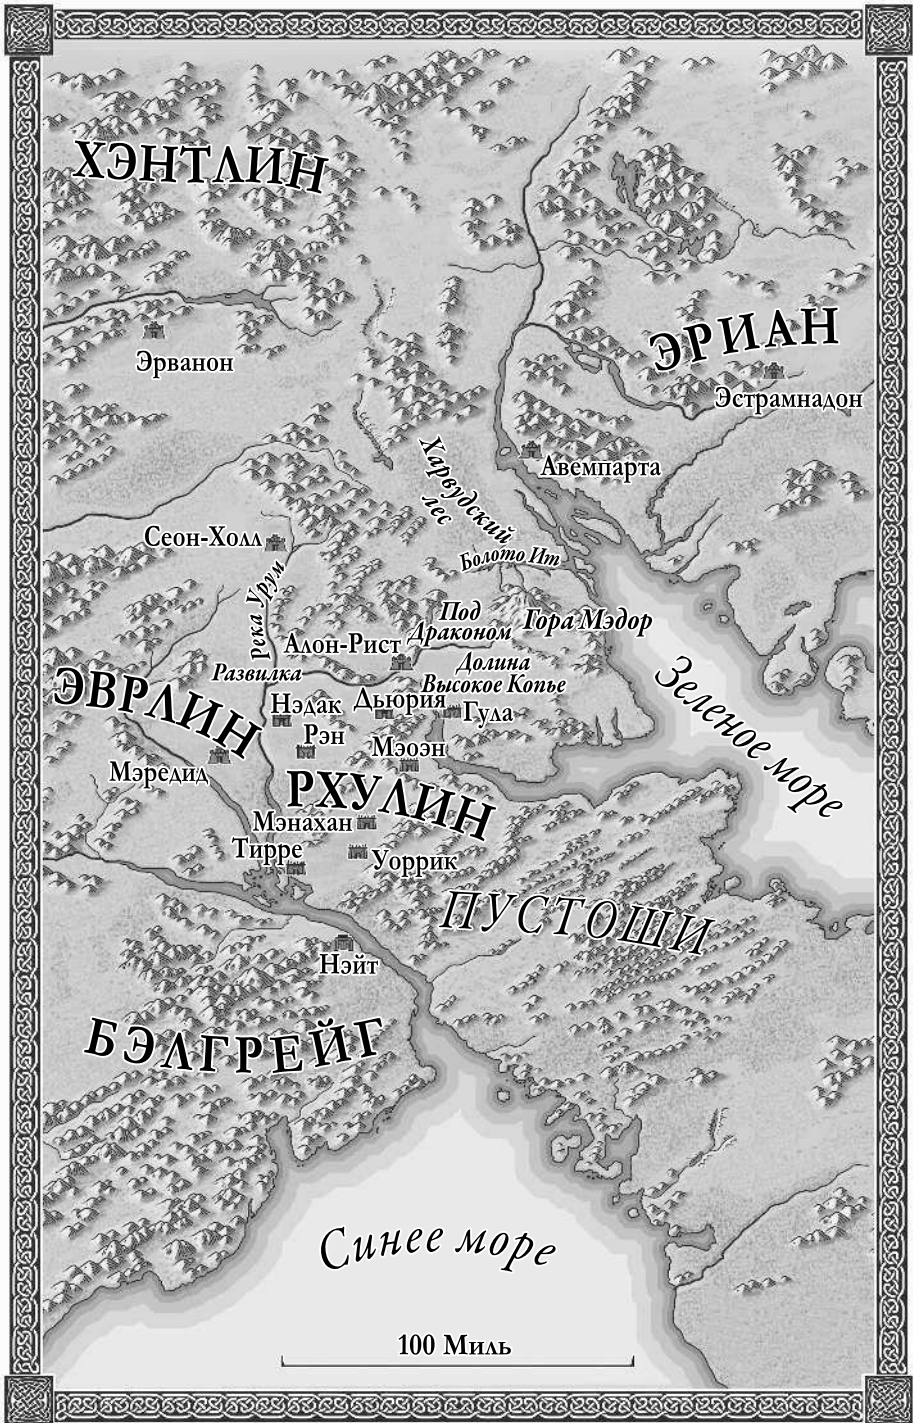 ХЭНТЛИН
ЭРИАН
Эрванон
Эстрамнадон
Авемпарта
Харвудский
лес
Сеон-Холл
Болото Ит
Река Урум
Под
Драконом
Гора Мэдор
Алон-Рист
Долина
Высокое Копье
Развилка
ЭВРЛИН
Зеленое море
Нэдак
Дьюрия
Гула
Рэн
Мэоэн
Мэредид
РХУЛИН
Мэнахан
Тирре
Уоррик
ПУСТОШИ
Нэйт
БЭЛГРЕЙГ
Синее море
100 Миль